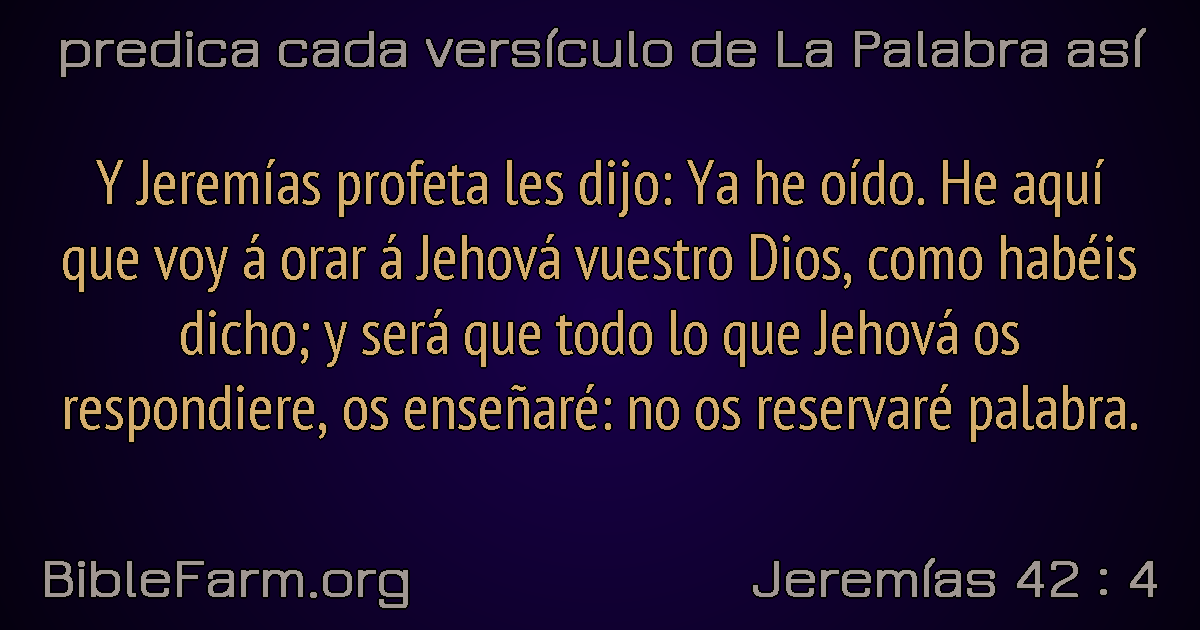 predica cada versículo de La Palabra así
Y Jeremías profeta les dijo: Ya he oído. He aquí
que voy á orar á Jehová vuestro Dios, como habéis
dicho; y será que todo lo que Jehová os
respondiere, os enseñaré: no os reservaré palabra.
BibleFarm.org
Jeremías 42 : 4